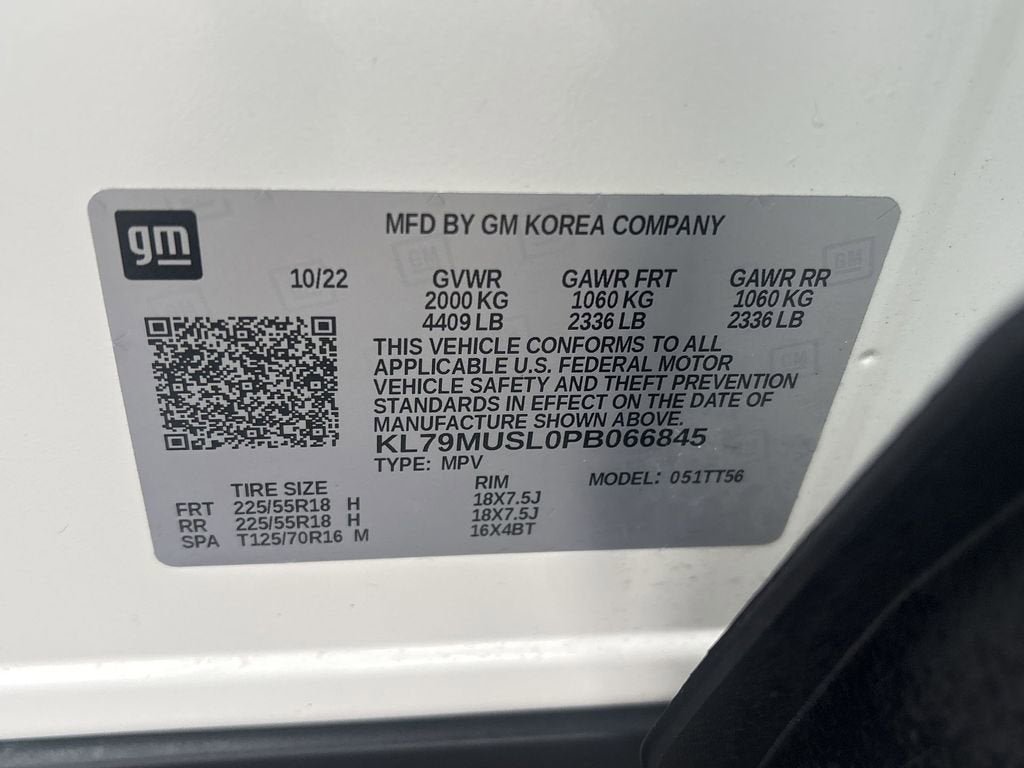 gm
MFD BY GM KOREA COMPANY
10/22 GVWR GAWR FRT GAWR RR
2000 KG 1060 KG 1060 KG
4409 LB 2336 LB 2336 LB
THIS VEHICLE CONFORMS TO ALL
APPLICABLE U.S. FEDERAL MOTOR
VEHICLE SAFETY AND THEFT PREVENTION
STANDARDS IN EFFECT ON THE DATE OF
MANUFACTURE SHOWN ABOVE.
KL79MUSL0PB066845
TYPE: MPV MODEL: 051TT56
TIRE SIZE RIM
FRT 225/55R18 H 18X7.5J
RR 225/55R18 H 18X7.5J
SPA T125/70R16 M 16X4BT